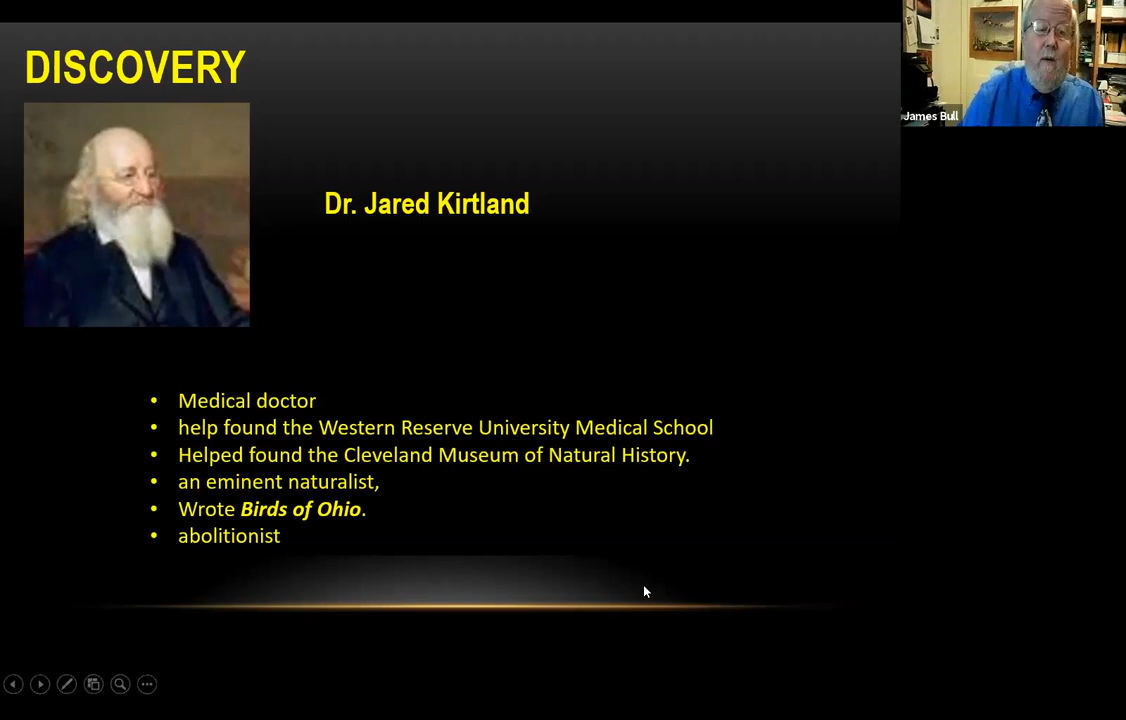 DISCOVERY
James Bull
Dr. Jared Kirtland
• Medical doctor
• help found the Western Reserve University Medical School
• Helped found the Cleveland Museum of Natural History.
• an eminent naturalist,
• Wrote Birds of Ohio.
• abolitionist